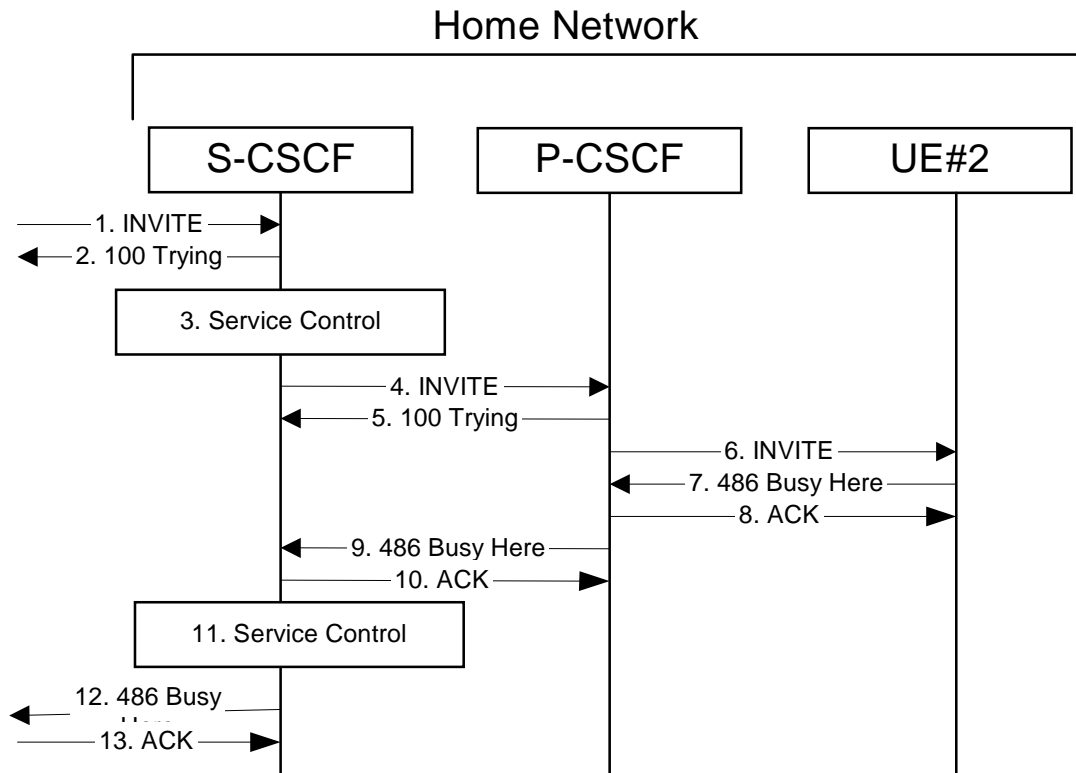 Home Network
S-CSCF
P-CSCF
UE#2
1. INVITE
2. 100 Trying
3. Service Control
4. INVITE
5. 100 Trying
6. INVITE
7. 486 Busy Here
8. ACK
9. 486 Busy Here
10. ACK
11. Service Control
12. 486 Busy
13. ACK